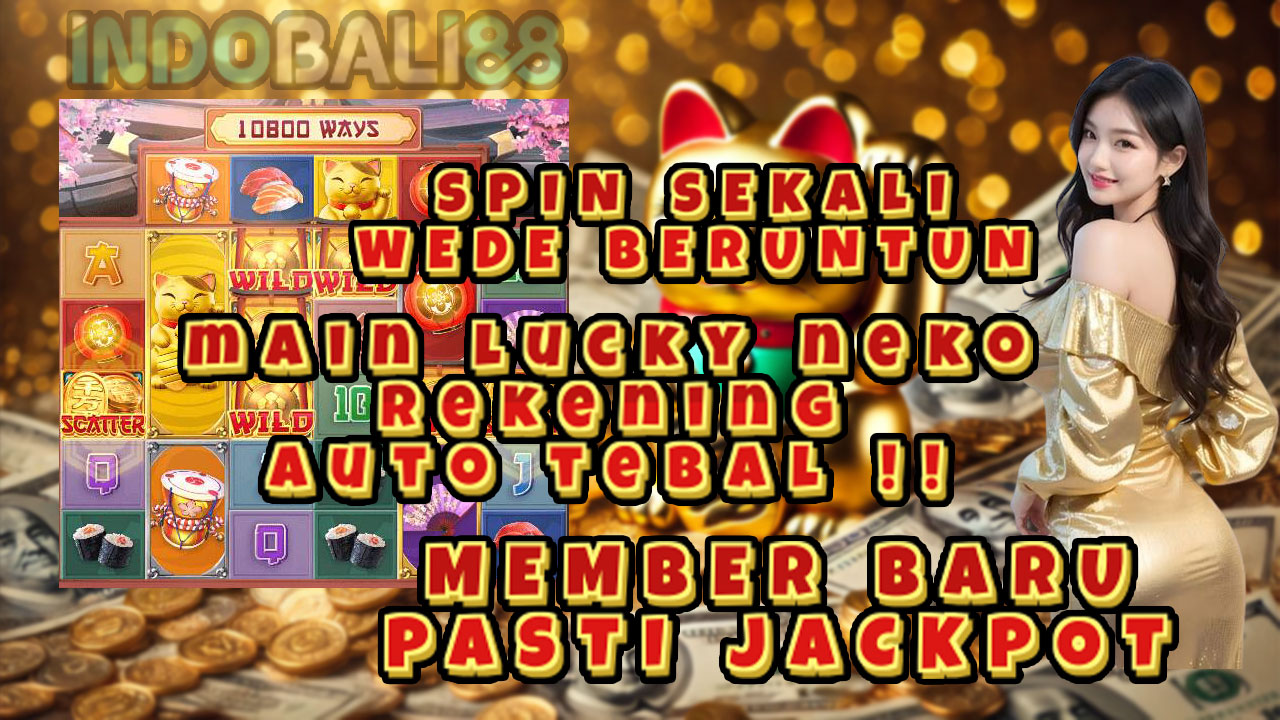 INDOBALI88
10800 WAYS
SPIN SEKALI
WEDE BERUNTUN
A
WILD WILD
MAIN LUCKY NEKO
REKENING
SCATTER
WILD
10
AUTO TEBAL !!
Q
J
Q
MEMBER BARU
PASTI JACKPOT